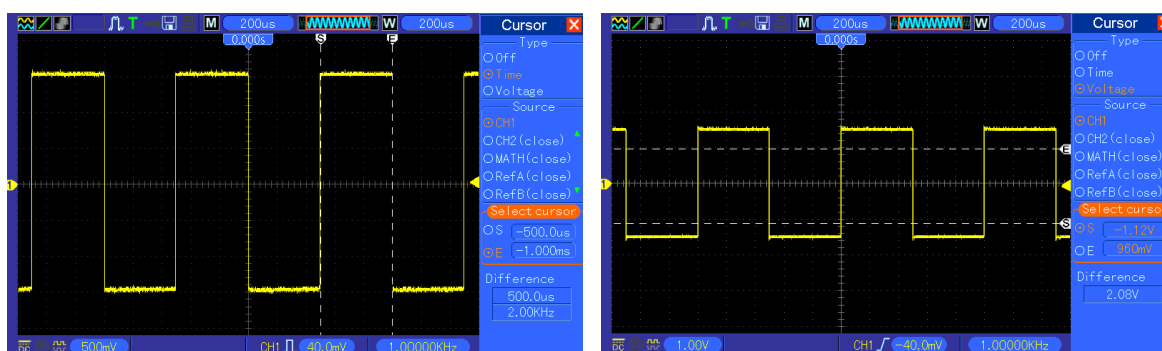 T M 200us W 200us Cursor
0.000s
S E
Type
Off
Time
Voltage
Source
CH1
CH2(close)
MATH(close)
RefA(close)
RefB(close)
Select cursor
S -500.0us
E -1.000ms
Difference
500.0us
2.00KHz
1
DC 500mV CH1 40.0mV 1.00000KHz
T M 200us W 200us Cursor
0.000s
Type
Off
Time
Voltage
Source
CH1
CH2(close)
MATH(close)
RefA(close)
RefB(close)
Select curso
S -1.12V
E 960mV
Difference
2.08V
E
S
1
DC 1.00V CH1 -40.0mV 1.00000KHz